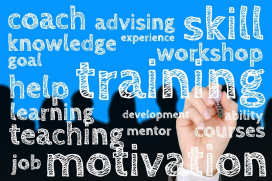 coach advising skill
knowledge experience
goal workshop
help training
learning development ability
teaching mentor courses
job motivation